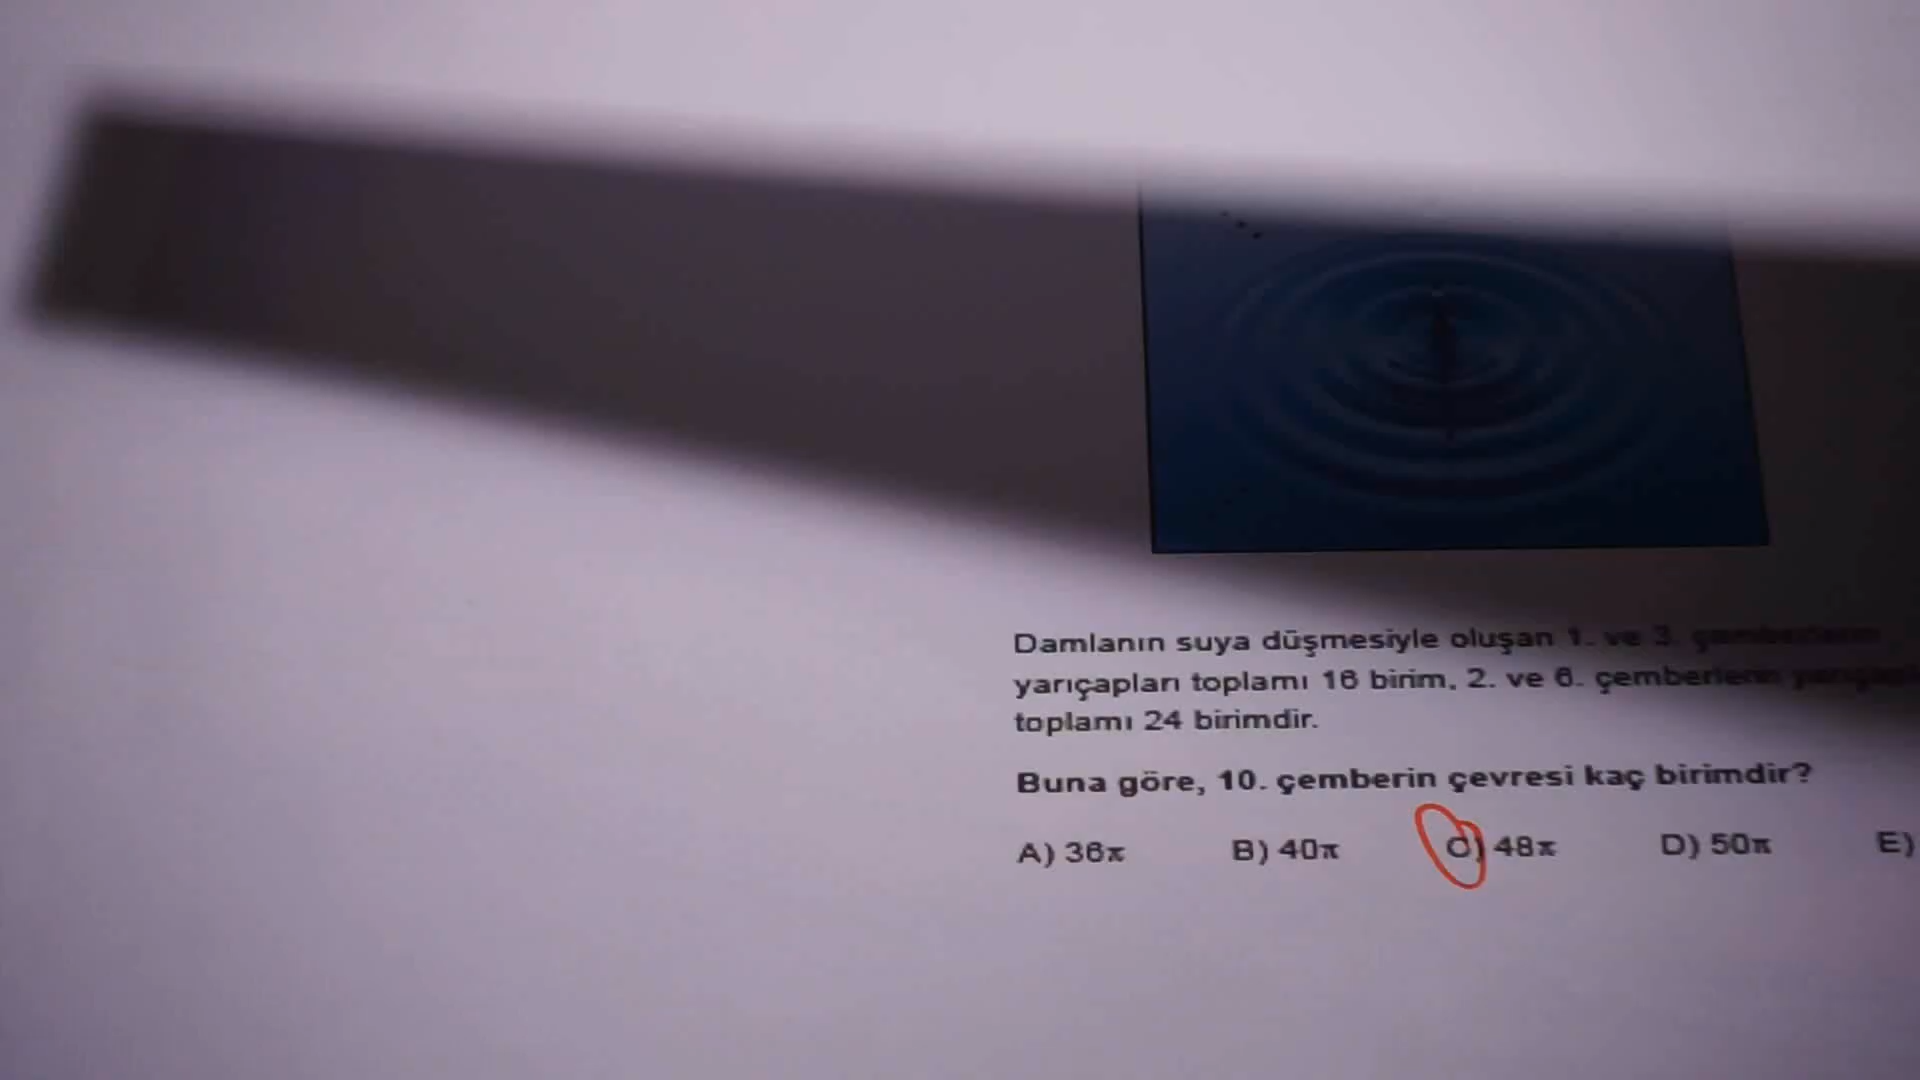 Damlanın suya düşmesiyle oluşan 1. ve 3. çemberlerin
yarıçapları toplamı 16 birim, 2. ve 6. çemberlerin
toplamı 24 birimdir.
Buna göre, 10. çemberin çevresi kaç birimdir?
A) 36π B) 40π C) 48π D) 50π E)